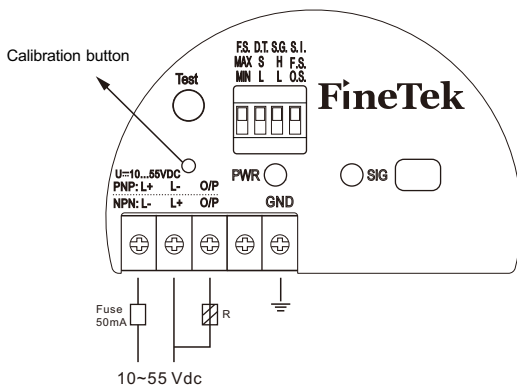 Calibration button
Test
F.S. D.T. S.G. S.I.
MAX S H F.S.
MIN L L O.S.
FineTek
U⎓10...55VDC
PNP: L+ L- O/P
NPN: L- L+ O/P
PWR
SIG
GND
Fuse
50mA
R
10~55 Vdc